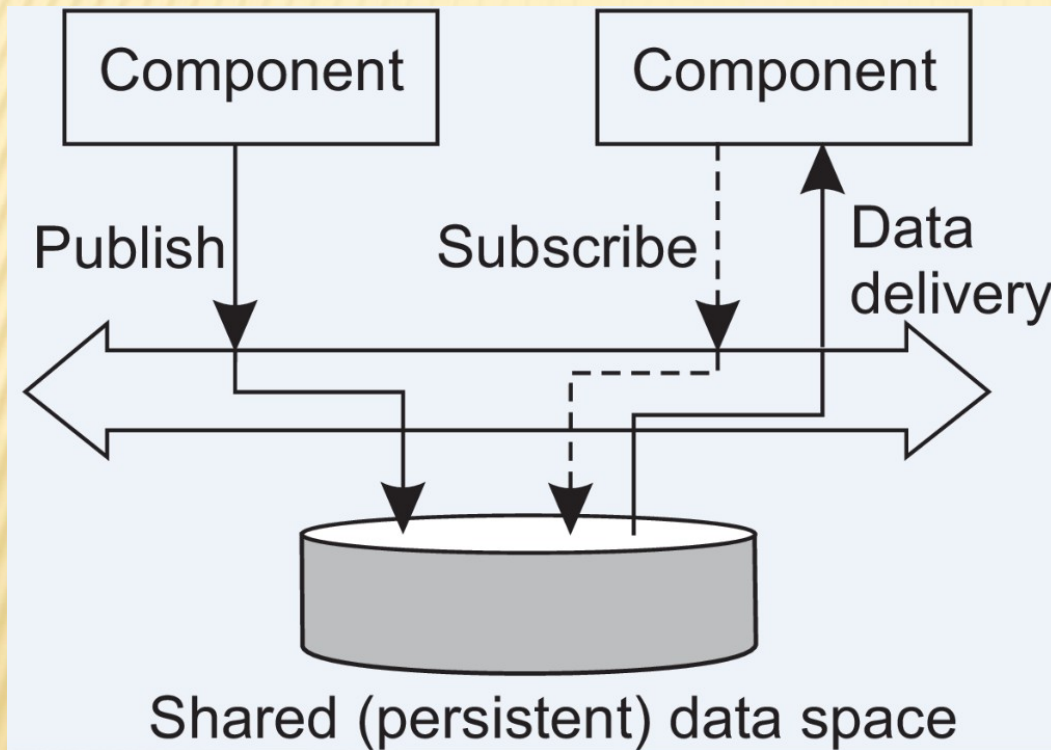 Component
Component
Publish
Subscribe
Data
delivery
Shared (persistent) data space